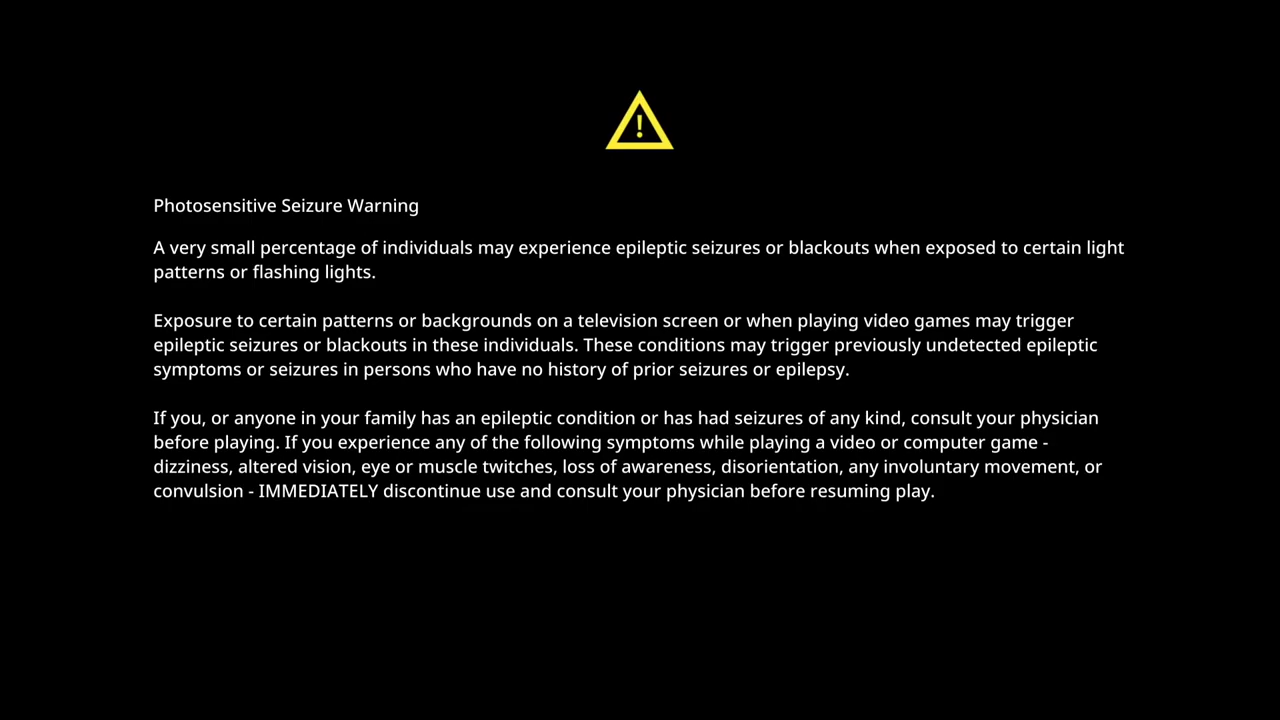 !
Photosensitive Seizure Warning
A very small percentage of individuals may experience epileptic seizures or blackouts when exposed to certain light
patterns or flashing lights.
Exposure to certain patterns or backgrounds on a television screen or when playing video games may trigger
epileptic seizures or blackouts in these individuals. These conditions may trigger previously undetected epileptic
symptoms or seizures in persons who have no history of prior seizures or epilepsy.
If you, or anyone in your family has an epileptic condition or has had seizures of any kind, consult your physician
before playing. If you experience any of the following symptoms while playing a video or computer game -
dizziness, altered vision, eye or muscle twitches, loss of awareness, disorientation, any involuntary movement, or
convulsion - IMMEDIATELY discontinue use and consult your physician before resuming play.